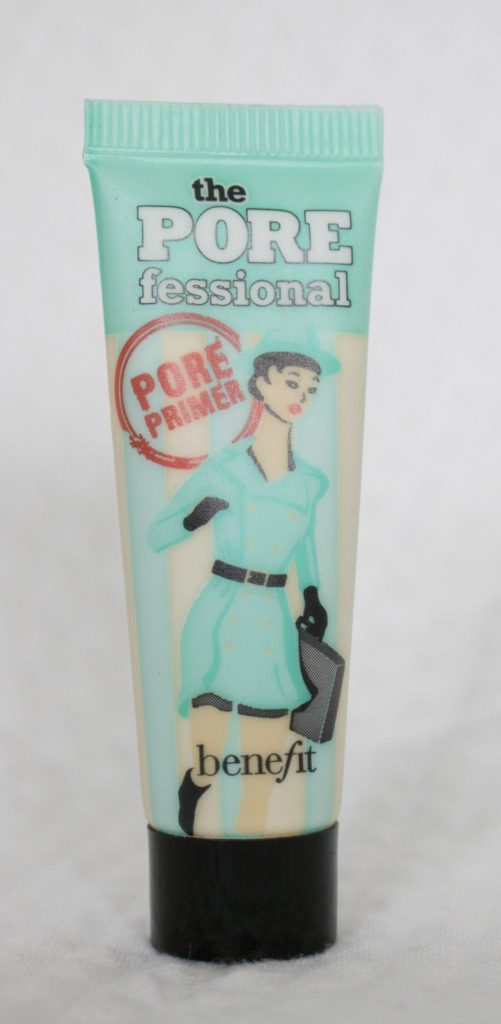 the
PORE
fessional
PORE
PRIMER
benefit